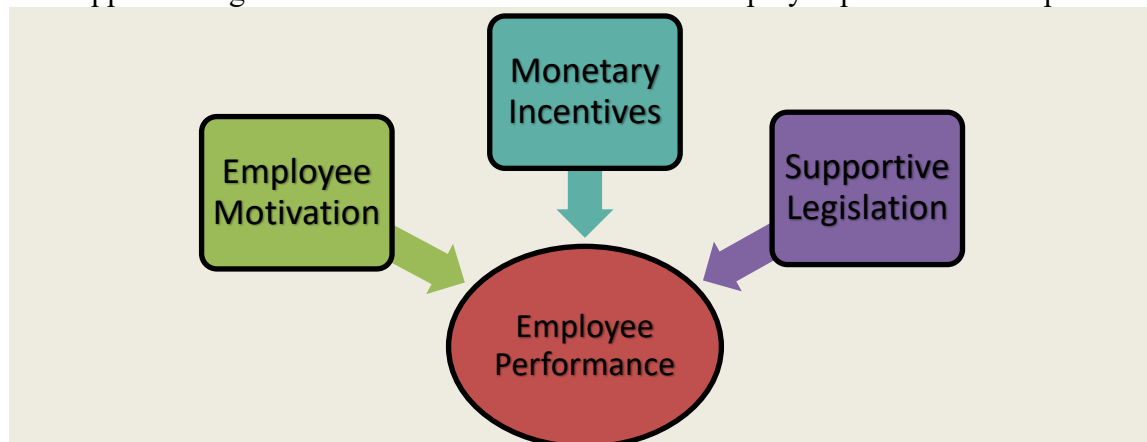 Monetary
Incentives
Employee
Motivation
Supportive
Legislation
Employee
Performance